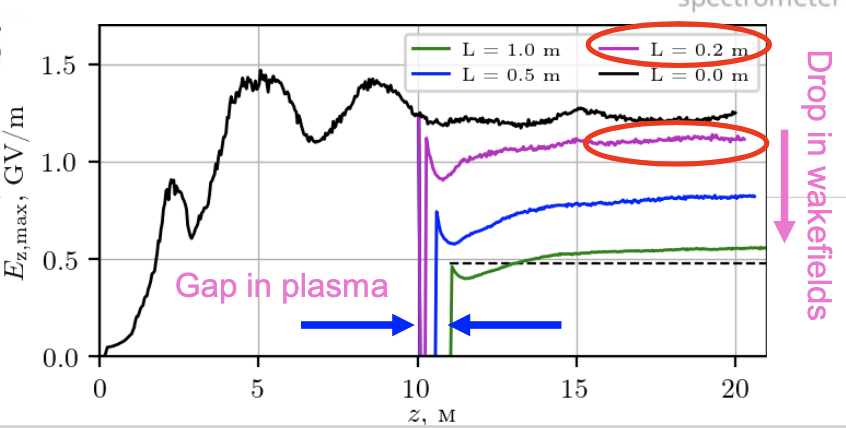 spectrometer
L = 1.0 m
L = 0.5 m
L = 0.2 m
L = 0.0 m
E_z,max, GV/m
1.5
1.0
0.5
0.0
Gap in plasma
Drop in wakefields
0 5 10 15 20
z, м